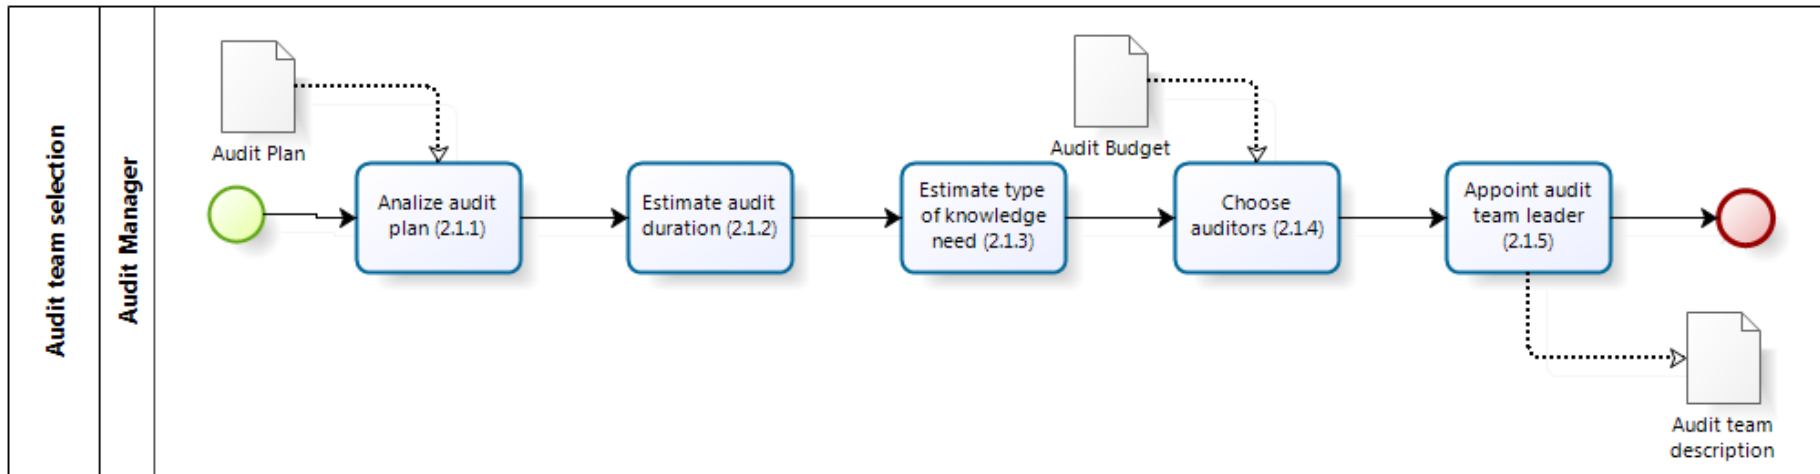 Audit team selection
Audit Manager
Audit Plan
Analize audit
plan (2.1.1)
Estimate audit
duration (2.1.2)
Estimate type
of knowledge
need (2.1.3)
Audit Budget
Choose
auditors (2.1.4)
Appoint audit
team leader
(2.1.5)
Audit team
description